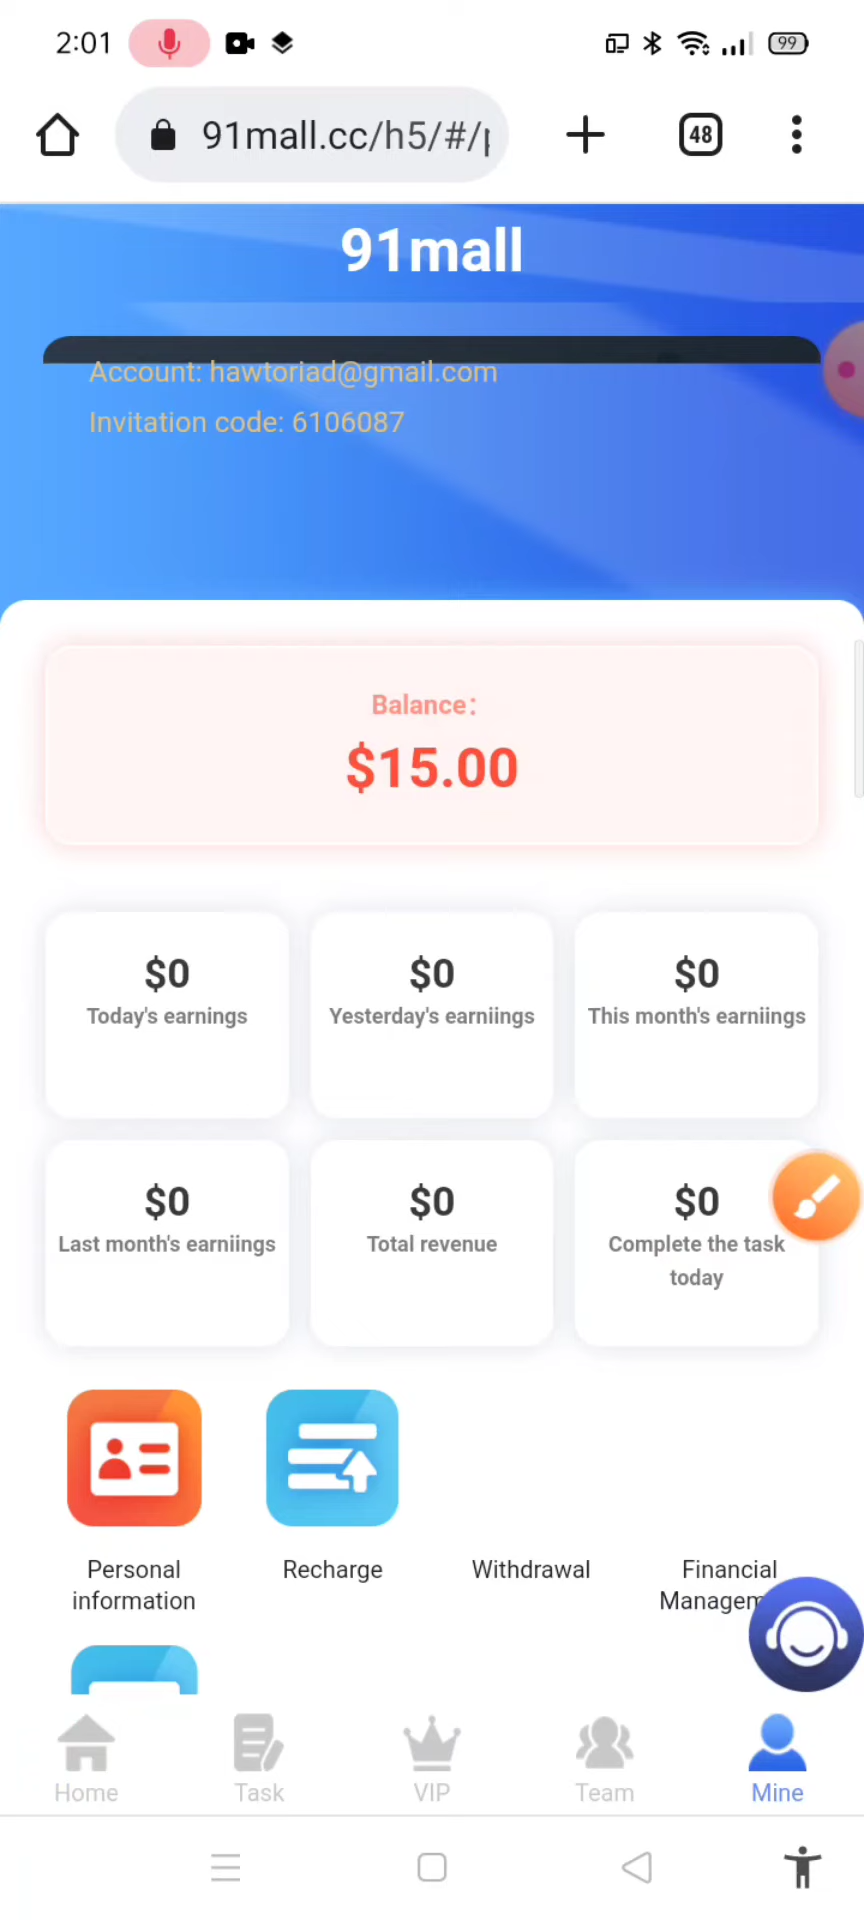 2:01
99
91mall.cc/h5/#/
48
91mall
Account: hawtoriad@gmail.com
Invitation code: 6106087
Balance:
$15.00
$0 $0 $0
Today's earnings Yesterday's earniings This month's earniings
$0 $0 $0
Last month's earniings Total revenue Complete the task
today
Personal Recharge Withdrawal Financial
information
Home Task VIP Team Mine